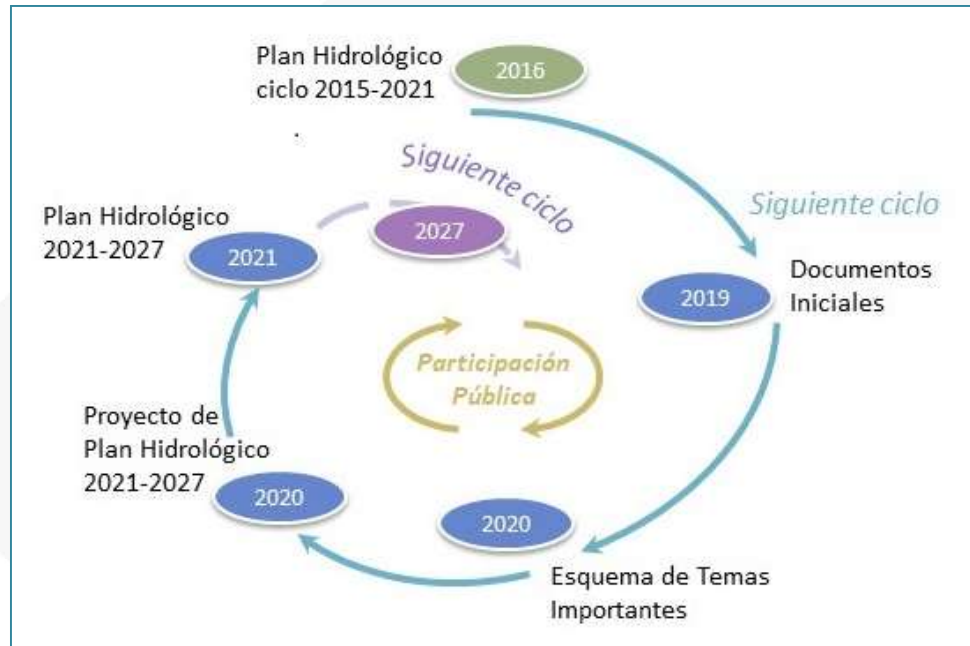 Plan Hidrológico
ciclo 2015-2021
2016
Siguiente ciclo
Siguiente ciclo
Plan Hidrológico
2021-2027
2021
2027
2019
Documentos
Iniciales
Participación
Pública
Proyecto de
Plan Hidrológico
2021-2027
2020
2020
Esquema de Temas
Importantes